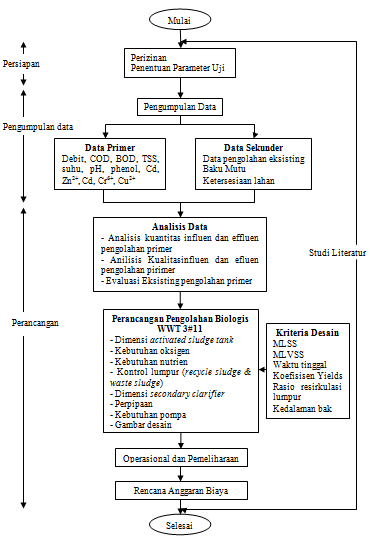 Mulai
Persiapan
Perizinan
Penentuan Parameter Uji
Pengumpulan Data
Pengumpulan data
Data Primer
Debit, COD, BOD, TSS,
suhu, pH, phenol, Cd,
Zn²⁺, Cd, Cr⁶⁺, Cu²⁺
Data Sekunder
Data pengolahan eksisting
Baku Mutu
Ketersesiaan lahan
Analisis Data
- Analisis kuantitas influen dan effluen
pengolahan primer
- Anilisis Kualitasinfluen dan efluen
pengolahan pirimer
- Evaluasi Eksisting pengolahan primer
Studi Literatur
Perancangan
Perancangan Pengolahan Biologis
WWT 3#11
- Dimensi activated sludge tank
- Kebutuhan oksigen
- Kebutuhan nutrien
- Kontrol lumpur (recycle sludge &
waste sludge)
- Dimensi secondary clarifier
- Perpipaan
- Kebutuhan pompa
- Gambar desain
Kriteria Desain
MLSS
MLVSS
Waktu tinggal
Koefisisen Yields
Rasio resirkulasi
lumpur
Kedalaman bak
Operasional dan Pemeliharaan
Rencana Anggaran Biaya
Selesai